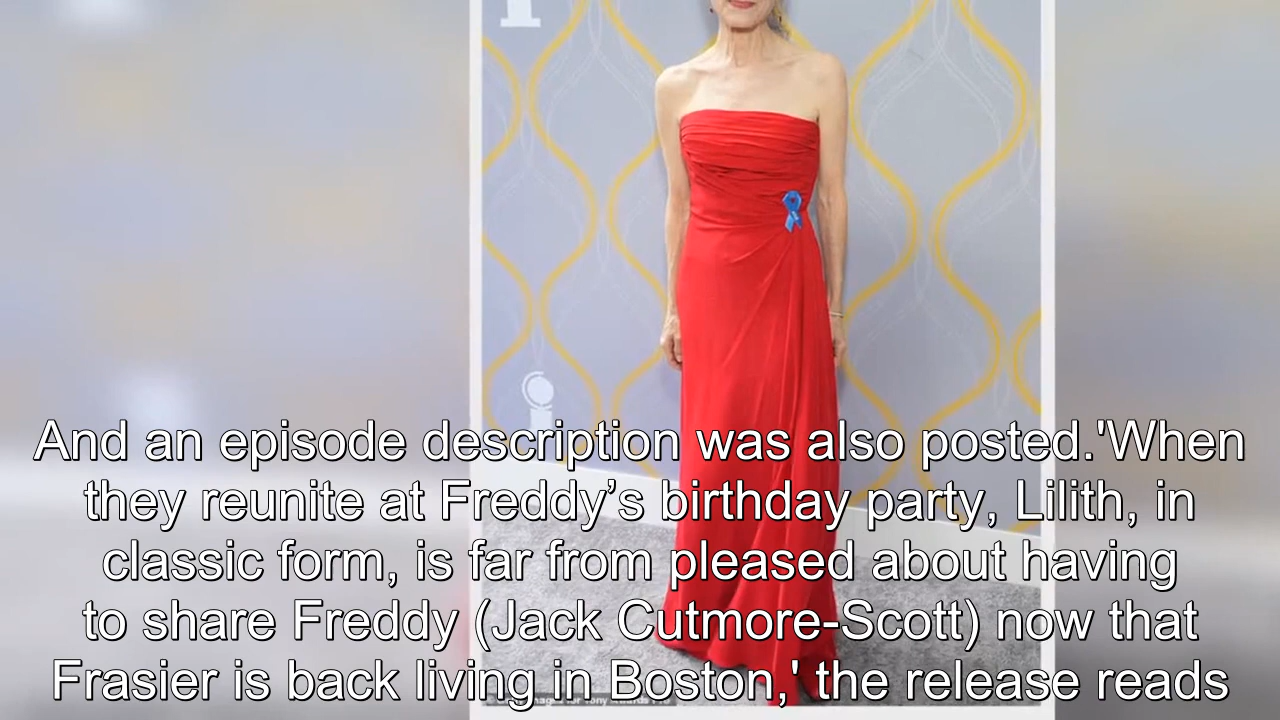 And an episode description was also posted.'When
they reunite at Freddy’s birthday party, Lilith, in
classic form, is far from pleased about having
to share Freddy (Jack Cutmore-Scott) now that
Frasier is back living in Boston,' the release reads